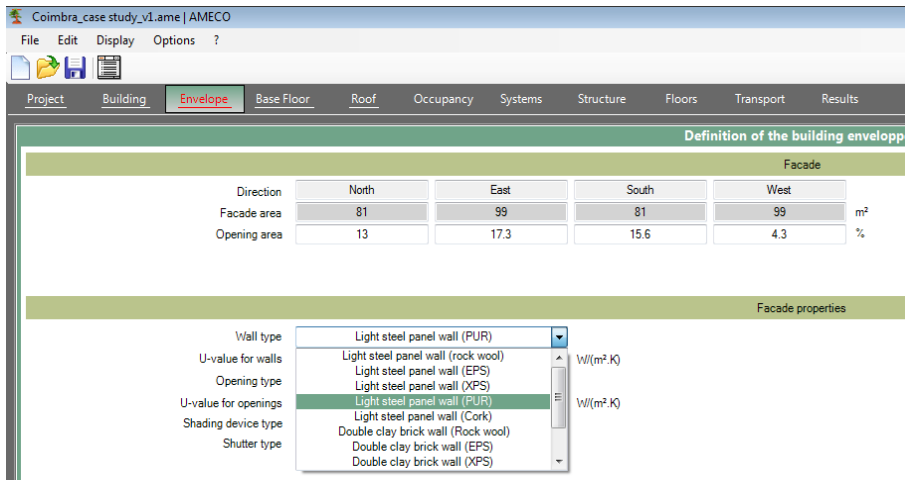 Coimbra_case study_v1.ame | AMECO
File Edit Display Options ?
Project Building Envelope Base Floor Roof Occupancy Systems Structure Floors Transport Results
Definition of the building envelopp
Facade
Direction North East South West
Facade area 81 99 81 99 m²
Opening area 13 17.3 15.6 4.3 %
Facade properties
Wall type Light steel panel wall (PUR)
U-value for walls Light steel panel wall (rock wool) W/(m².K)
Light steel panel wall (EPS)
Opening type Light steel panel wall (XPS)
U-value for openings Light steel panel wall (PUR) W/(m².K)
Light steel panel wall (Cork)
Shading device type Double clay brick wall (Rock wool)
Shutter type Double clay brick wall (EPS)
Double clay brick wall (XPS)